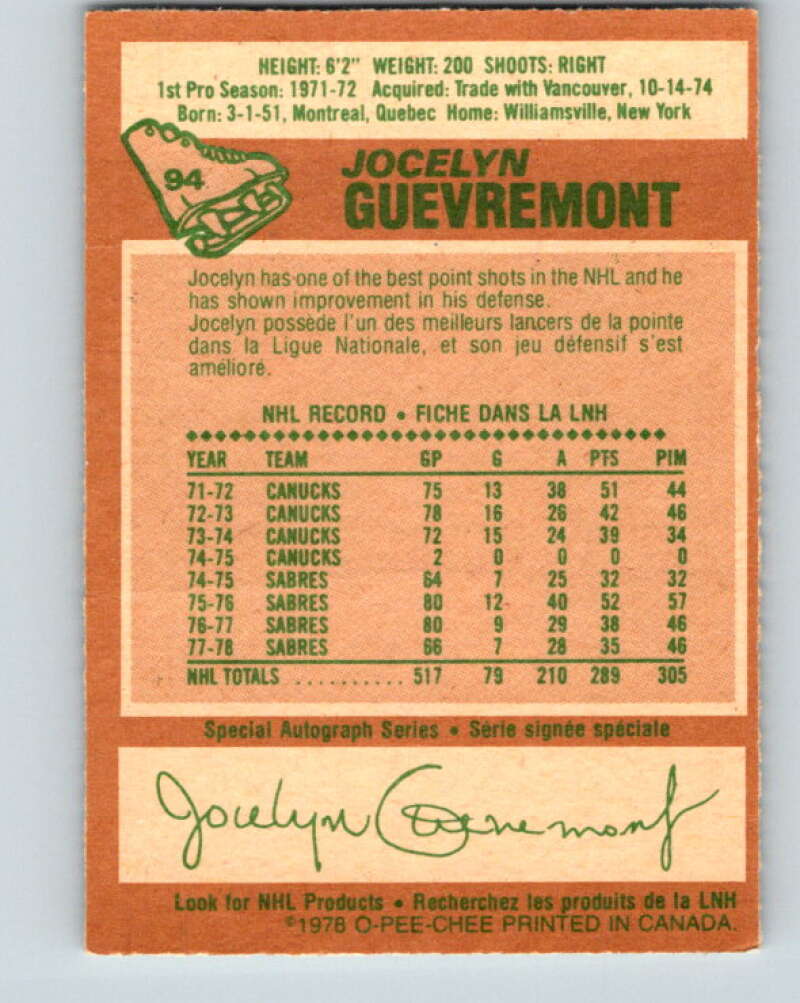 HEIGHT: 6'2" WEIGHT: 200 SHOOTS: RIGHT
1st Pro Season: 1971-72 Acquired: Trade with Vancouver, 10-14-74
Born: 3-1-51, Montreal, Quebec Home: Williamsville, New York
94
JOCELYN
GUEVREMONT
Jocelyn has one of the best point shots in the NHL and he
has shown improvement in his defense.
Jocelyn possède l'un des meilleurs lancers de la pointe
dans la Ligue Nationale, et son jeu défensif s'est
amélioré.
NHL RECORD • FICHE DANS LA LNH
YEAR TEAM GP G A PTS PIM
71-72 CANUCKS 75 13 38 51 44
72-73 CANUCKS 78 16 26 42 46
73-74 CANUCKS 72 15 24 39 34
74-75 CANUCKS 2 0 0 0 0
74-75 SABRES 64 7 25 32 32
75-76 SABRES 80 12 40 52 57
76-77 SABRES 80 9 29 38 46
77-78 SABRES 66 7 28 35 46
NHL TOTALS .......... 517 79 210 289 305
Special Autograph Series • Série signée spéciale
Jocelyn Guevremont
Look for NHL Products • Recherchez les produits de la LNH
©1978 O-PEE-CHEE PRINTED IN CANADA.